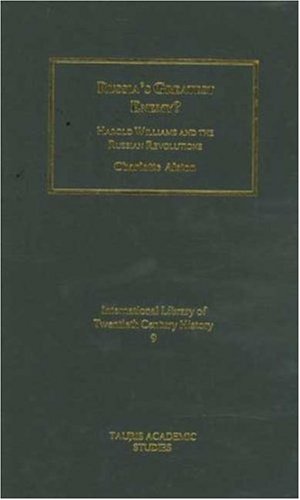 RUSSIA'S GREATEST
ENEMY?
HAROLD WILLIAMS AND THE
RUSSIAN REVOLUTIONS
Charlotte Alston
International Library of
Twentieth Century History
9
TAURIS ACADEMIC
STUDIES